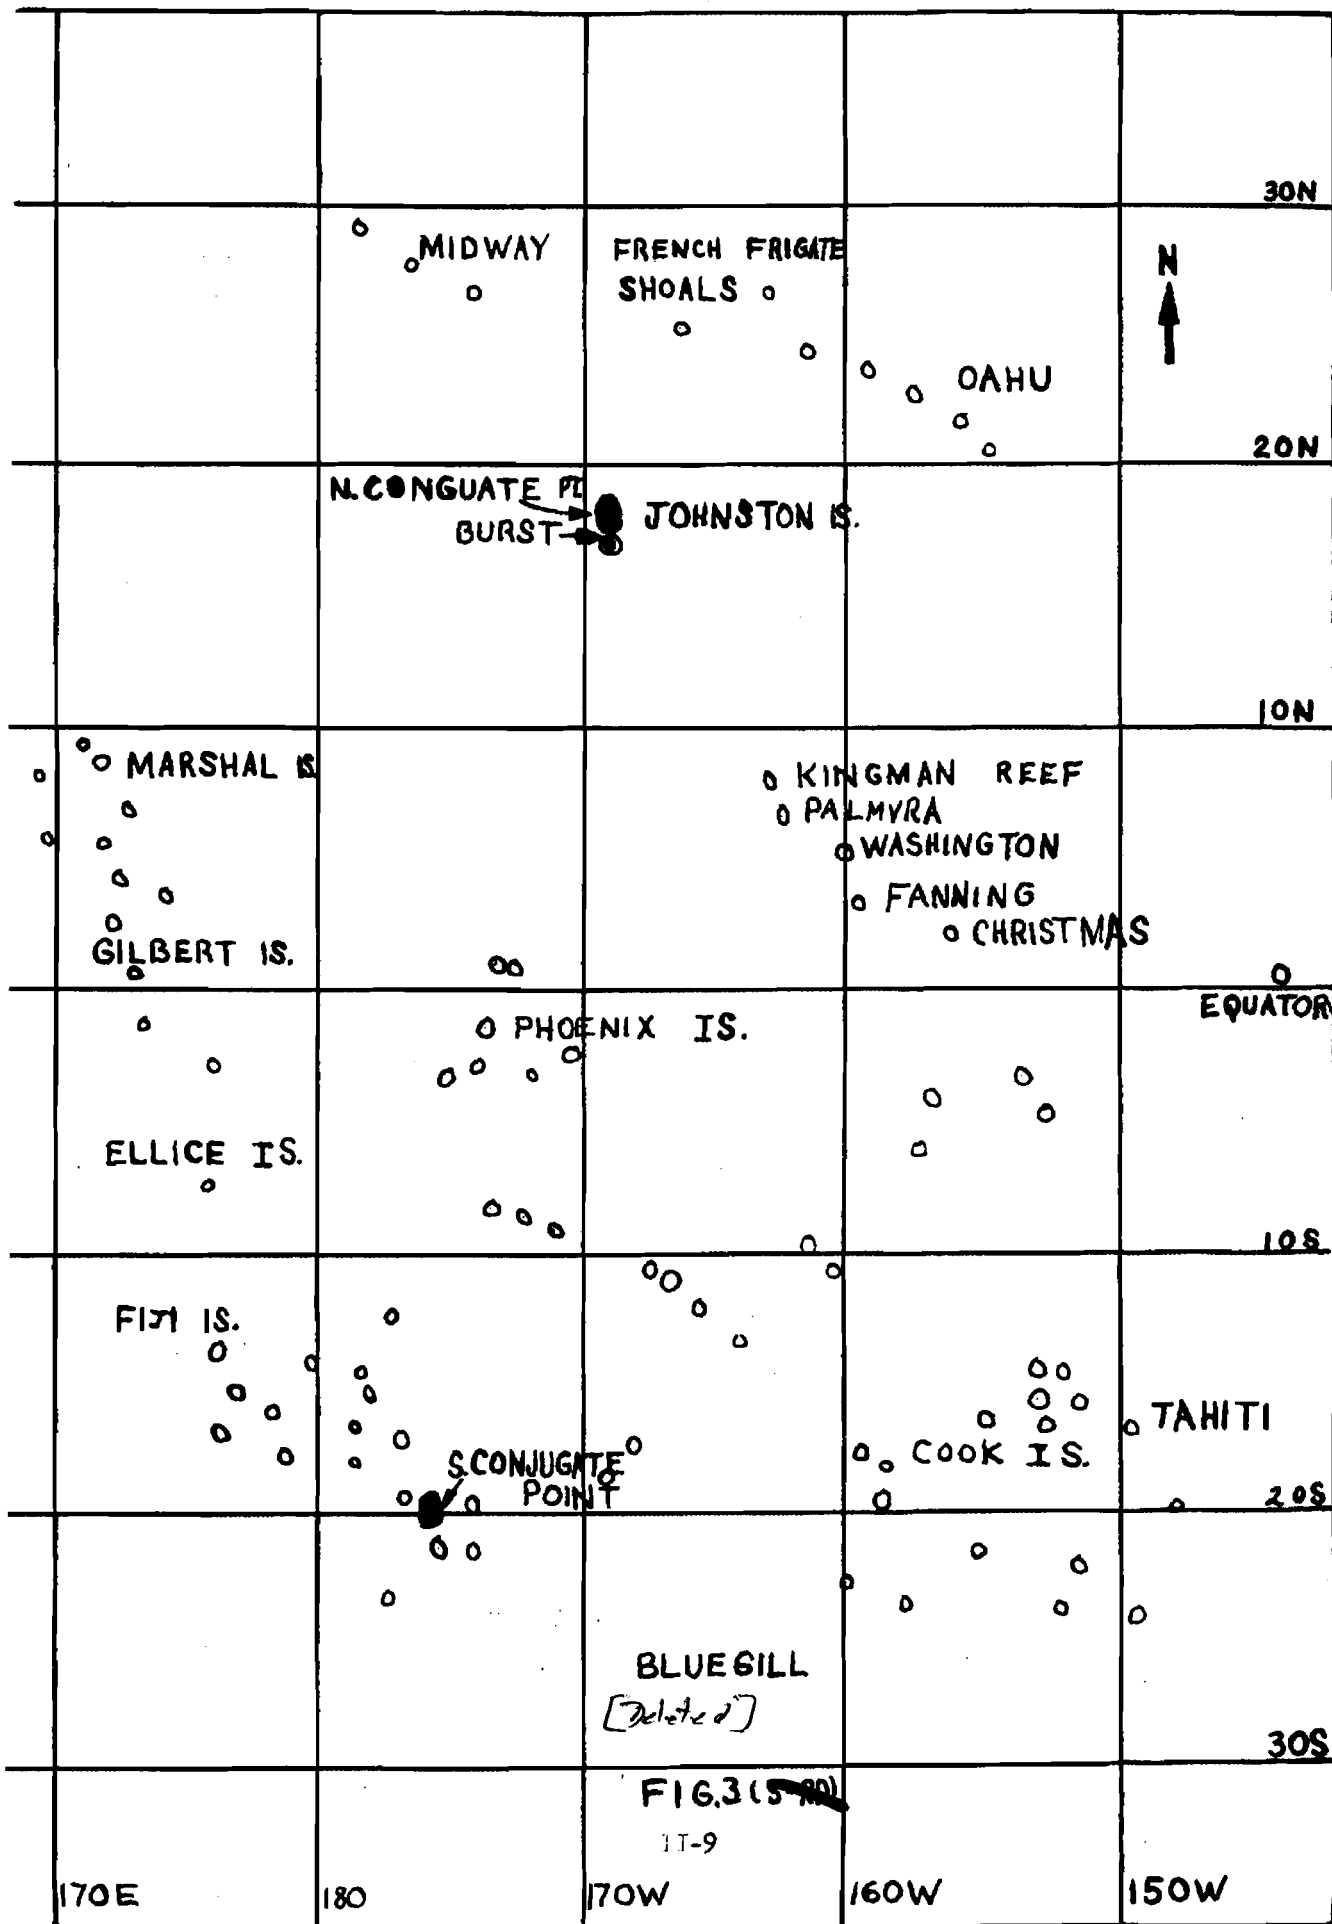 30N
MIDWAY
FRENCH FRIGATE
SHOALS
N
OAHU
20N
N. CONGUATE PT.
JOHNSTON IS.
BURST
10N
MARSHAL IS
KINGMAN REEF
PALMYRA
WASHINGTON
FANNING
CHRISTMAS
GILBERT IS.
EQUATOR
PHOENIX IS.
ELLICE IS.
10S
FIJI IS.
TAHITI
COOK IS.
S.CONJUGATE
POINT
20S
BLUEGILL
[Deleted]
30S
FIG.3 (S-RD)
II-9
170E
180
170W
160W
150W